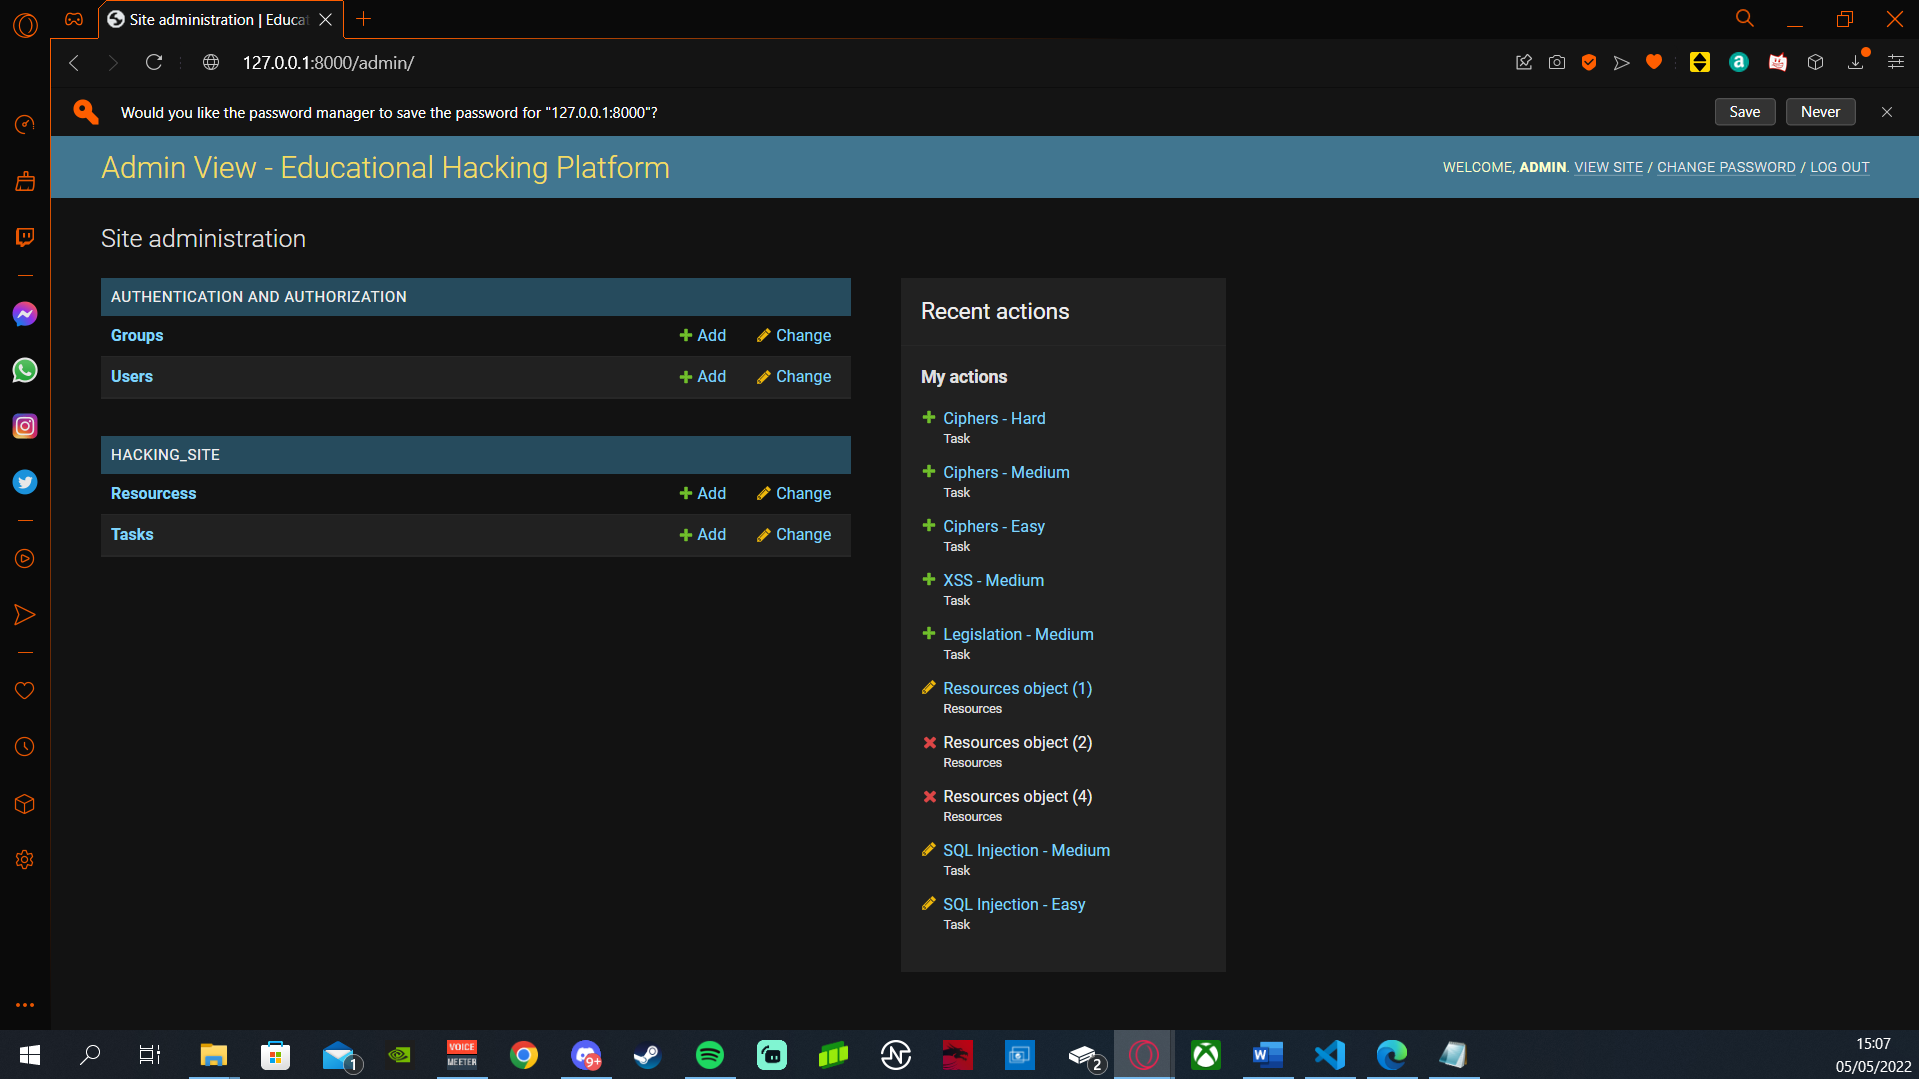 Site administration | Educat
127.0.0.1:8000/admin/
Would you like the password manager to save the password for "127.0.0.1:8000"?
Save
Never
Admin View - Educational Hacking Platform
WELCOME, ADMIN. VIEW SITE / CHANGE PASSWORD / LOG OUT
Site administration
AUTHENTICATION AND AUTHORIZATION
Groups Add Change
Users Add Change
HACKING_SITE
Resourcess Add Change
Tasks Add Change
Recent actions
My actions
Ciphers - Hard
Task
Ciphers - Medium
Task
Ciphers - Easy
Task
XSS - Medium
Task
Legislation - Medium
Task
Resources object (1)
Resources
Resources object (2)
Resources
Resources object (4)
Resources
SQL Injection - Medium
Task
SQL Injection - Easy
Task
1
VOICE
MEETER
9+
2
W
15:07
05/05/2022